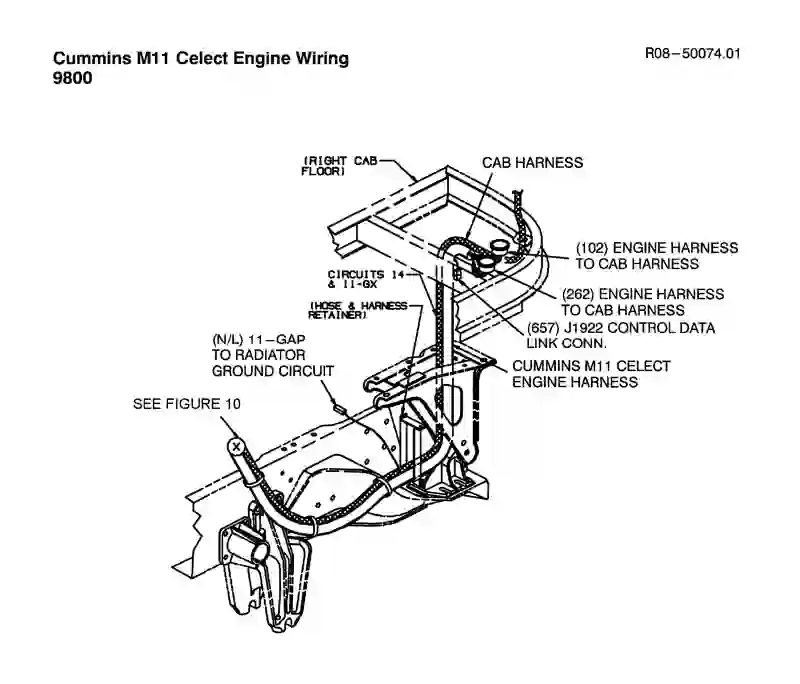 Cummins M11 Celect Engine Wiring
9800
R08-50074.01
(RIGHT CAB
FLOOR)
CAB HARNESS
(102) ENGINE HARNESS
TO CAB HARNESS
CIRCUITS 14
& 11-GX
(262) ENGINE HARNESS
TO CAB HARNESS
(HOSE & HARNESS
RETAINER)
(657) J1922 CONTROL DATA
LINK CONN.
(N/L) 11-GAP
TO RADIATOR
GROUND CIRCUIT
CUMMINS M11 CELECT
ENGINE HARNESS
SEE FIGURE 10